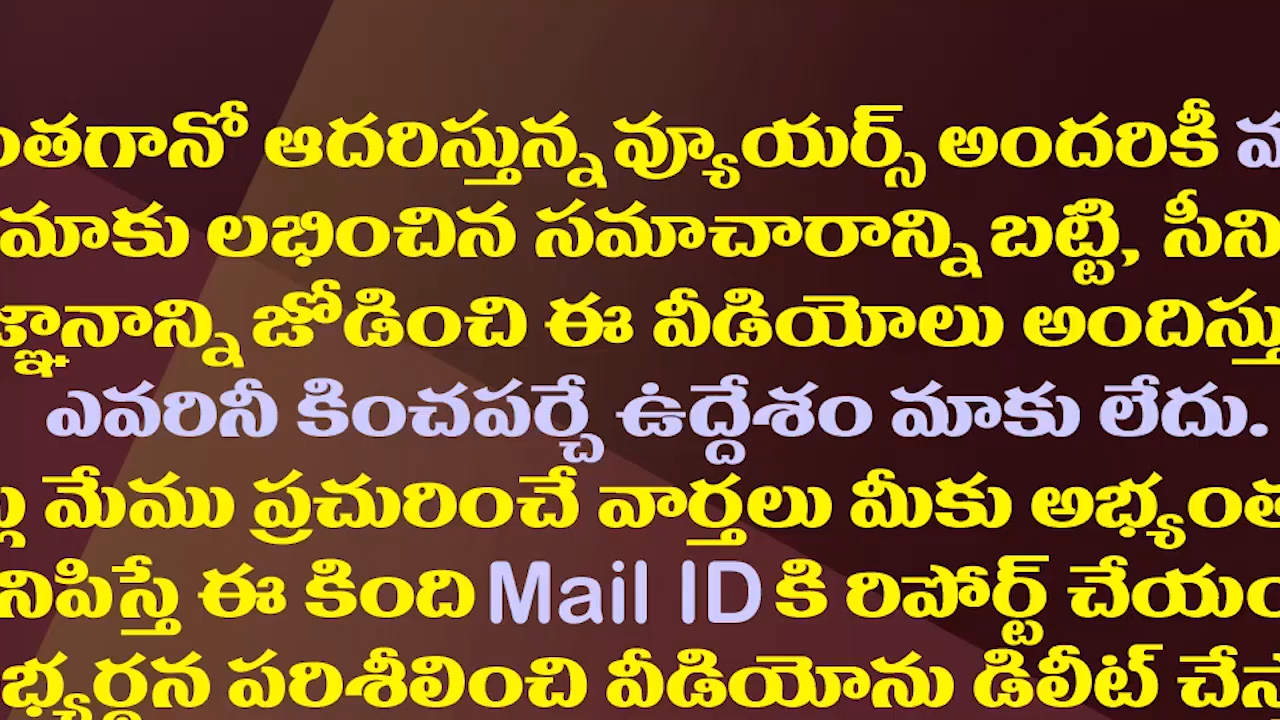 ంతగానో ఆదరిస్తున్న వ్యూయర్స్ అందరికీ
మాకు లభించిన సమాచారాన్ని బట్టి, సీని
జ్ఞానాన్ని జోడించి ఈ వీడియోలు అందిస్తు
ఎవరినీ కించపర్చే ఉద్దేశం మాకు లేదు.
మేము ప్రచురించే వార్తలు మీకు అభ్యంత
నిపిస్తే ఈ కింది Mail ID కి రిపోర్ట్ చేయం
భ్యర్థన పరిశీలించి వీడియోను డిలీట్ చేస